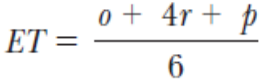 ET = (o + 4r + p) / 6